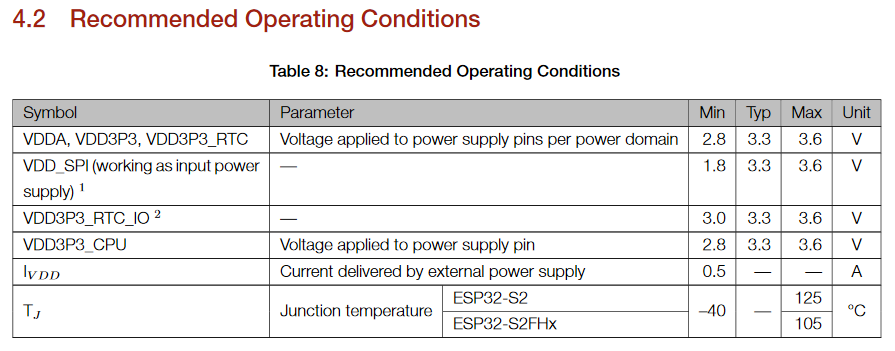 4.2 Recommended Operating Conditions
Table 8: Recommended Operating Conditions
Symbol Parameter Min Typ Max Unit
VDDA, VDD3P3, VDD3P3_RTC Voltage applied to power supply pins per power domain 2.8 3.3 3.6 V
VDD_SPI (working as input power — 1.8 3.3 3.6 V
supply) ¹
VDD3P3_RTC_IO ² — 3.0 3.3 3.6 V
VDD3P3_CPU Voltage applied to power supply pin 2.8 3.3 3.6 V
IVDD Current delivered by external power supply 0.5 — — A
TJ Junction temperature ESP32-S2 –40 — 125 ºC
ESP32-S2FHx 105